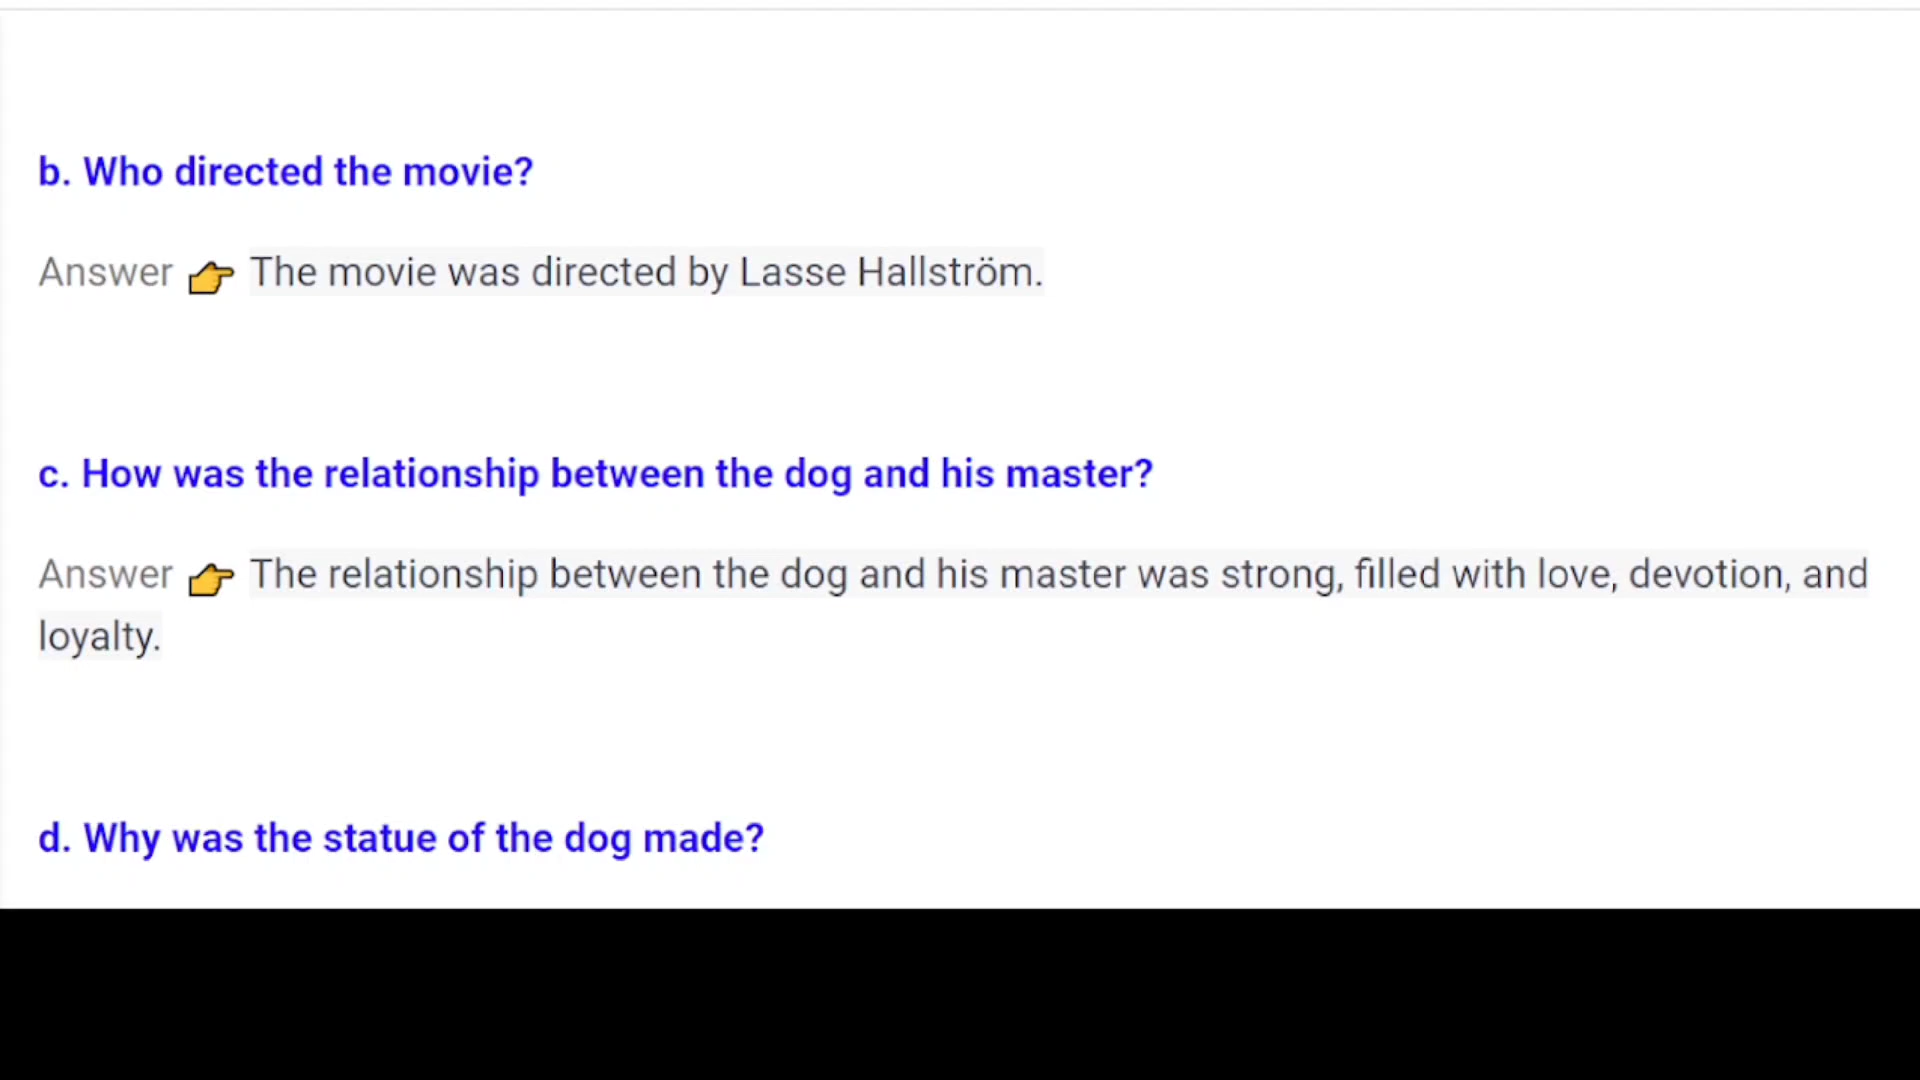 b. Who directed the movie?
Answer 👉 The movie was directed by Lasse Hallström.
c. How was the relationship between the dog and his master?
Answer 👉 The relationship between the dog and his master was strong, filled with love, devotion, and
loyalty.
d. Why was the statue of the dog made?